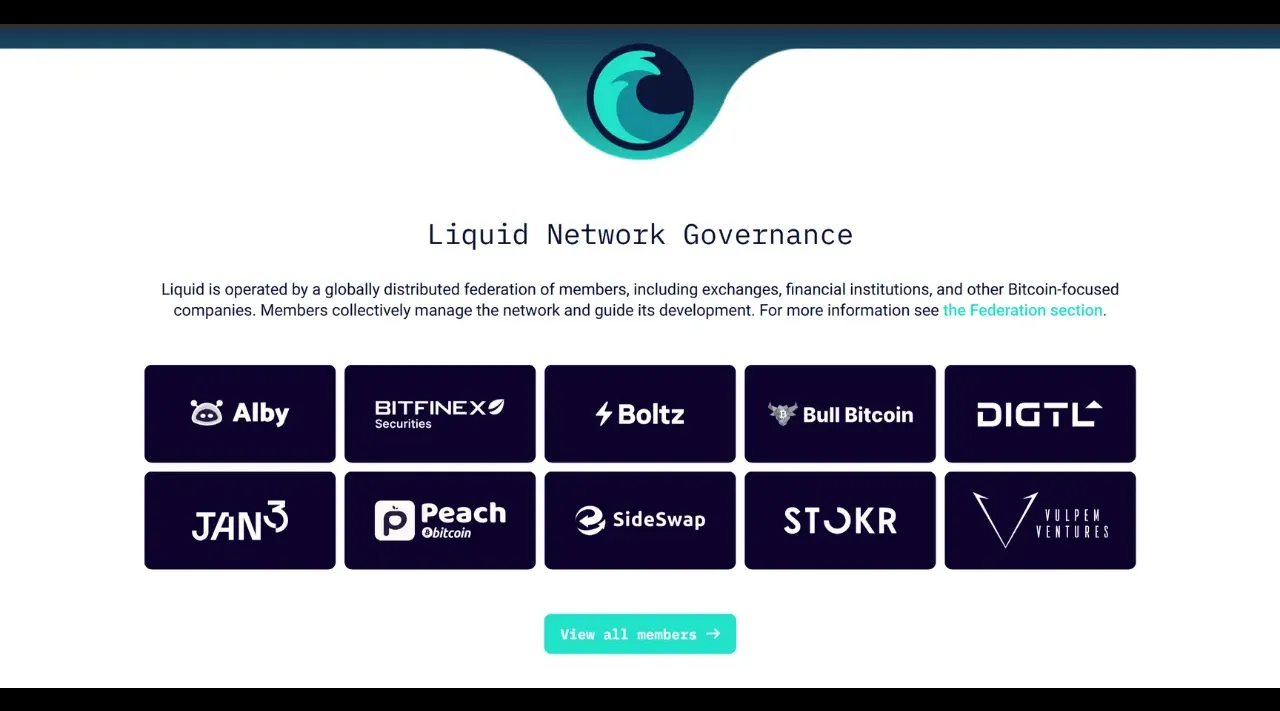 Liquid Network Governance
Liquid is operated by a globally distributed federation of members, including exchanges, financial institutions, and other Bitcoin-focused
companies. Members collectively manage the network and guide its development. For more information see the Federation section.
Alby
BITFINEX
Securities
Boltz
Bull Bitcoin
DIGTL
JAN3
Peach
bitcoin
SideSwap
STOKR
VULPEM
VENTURES
View all members →